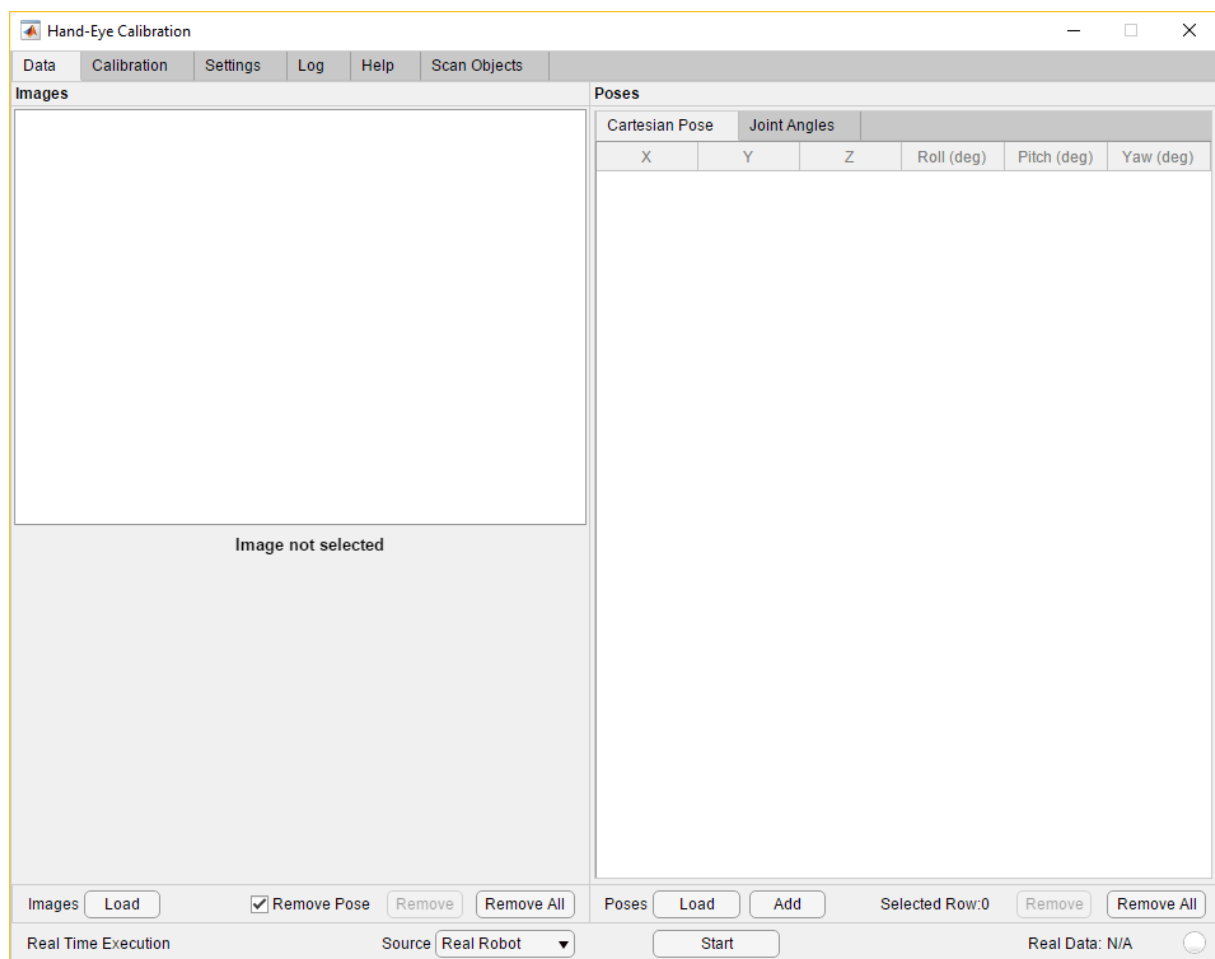 Hand-Eye Calibration
Data Calibration Settings Log Help Scan Objects
Images
Poses
Cartesian Pose Joint Angles
X Y Z Roll (deg) Pitch (deg) Yaw (deg)
Image not selected
Images Load Remove Pose Remove Remove All
Poses Load Add Selected Row:0 Remove Remove All
Real Time Execution Source Real Robot Start Real Data: N/A